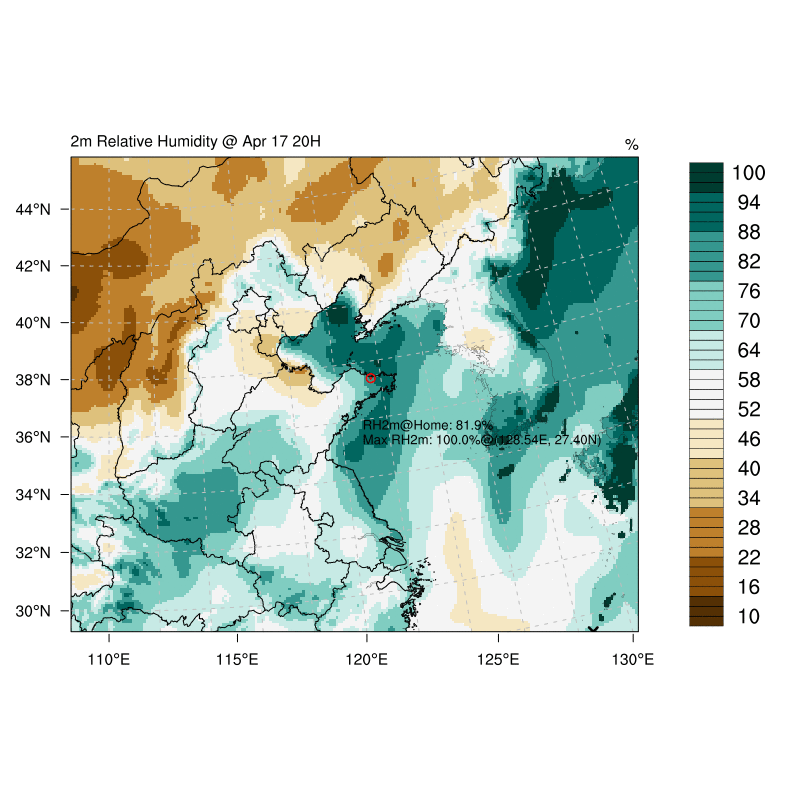 2m Relative Humidity @ Apr 17 20H
%
44°N
42°N
40°N
38°N
36°N
34°N
32°N
30°N
110°E
115°E
120°E
125°E
130°E
RH2m@Home: 81.9%
Max RH2m: 100.0%@(128.54E, 27.40N)
100
94
88
82
76
70
64
58
52
46
40
34
28
22
16
10